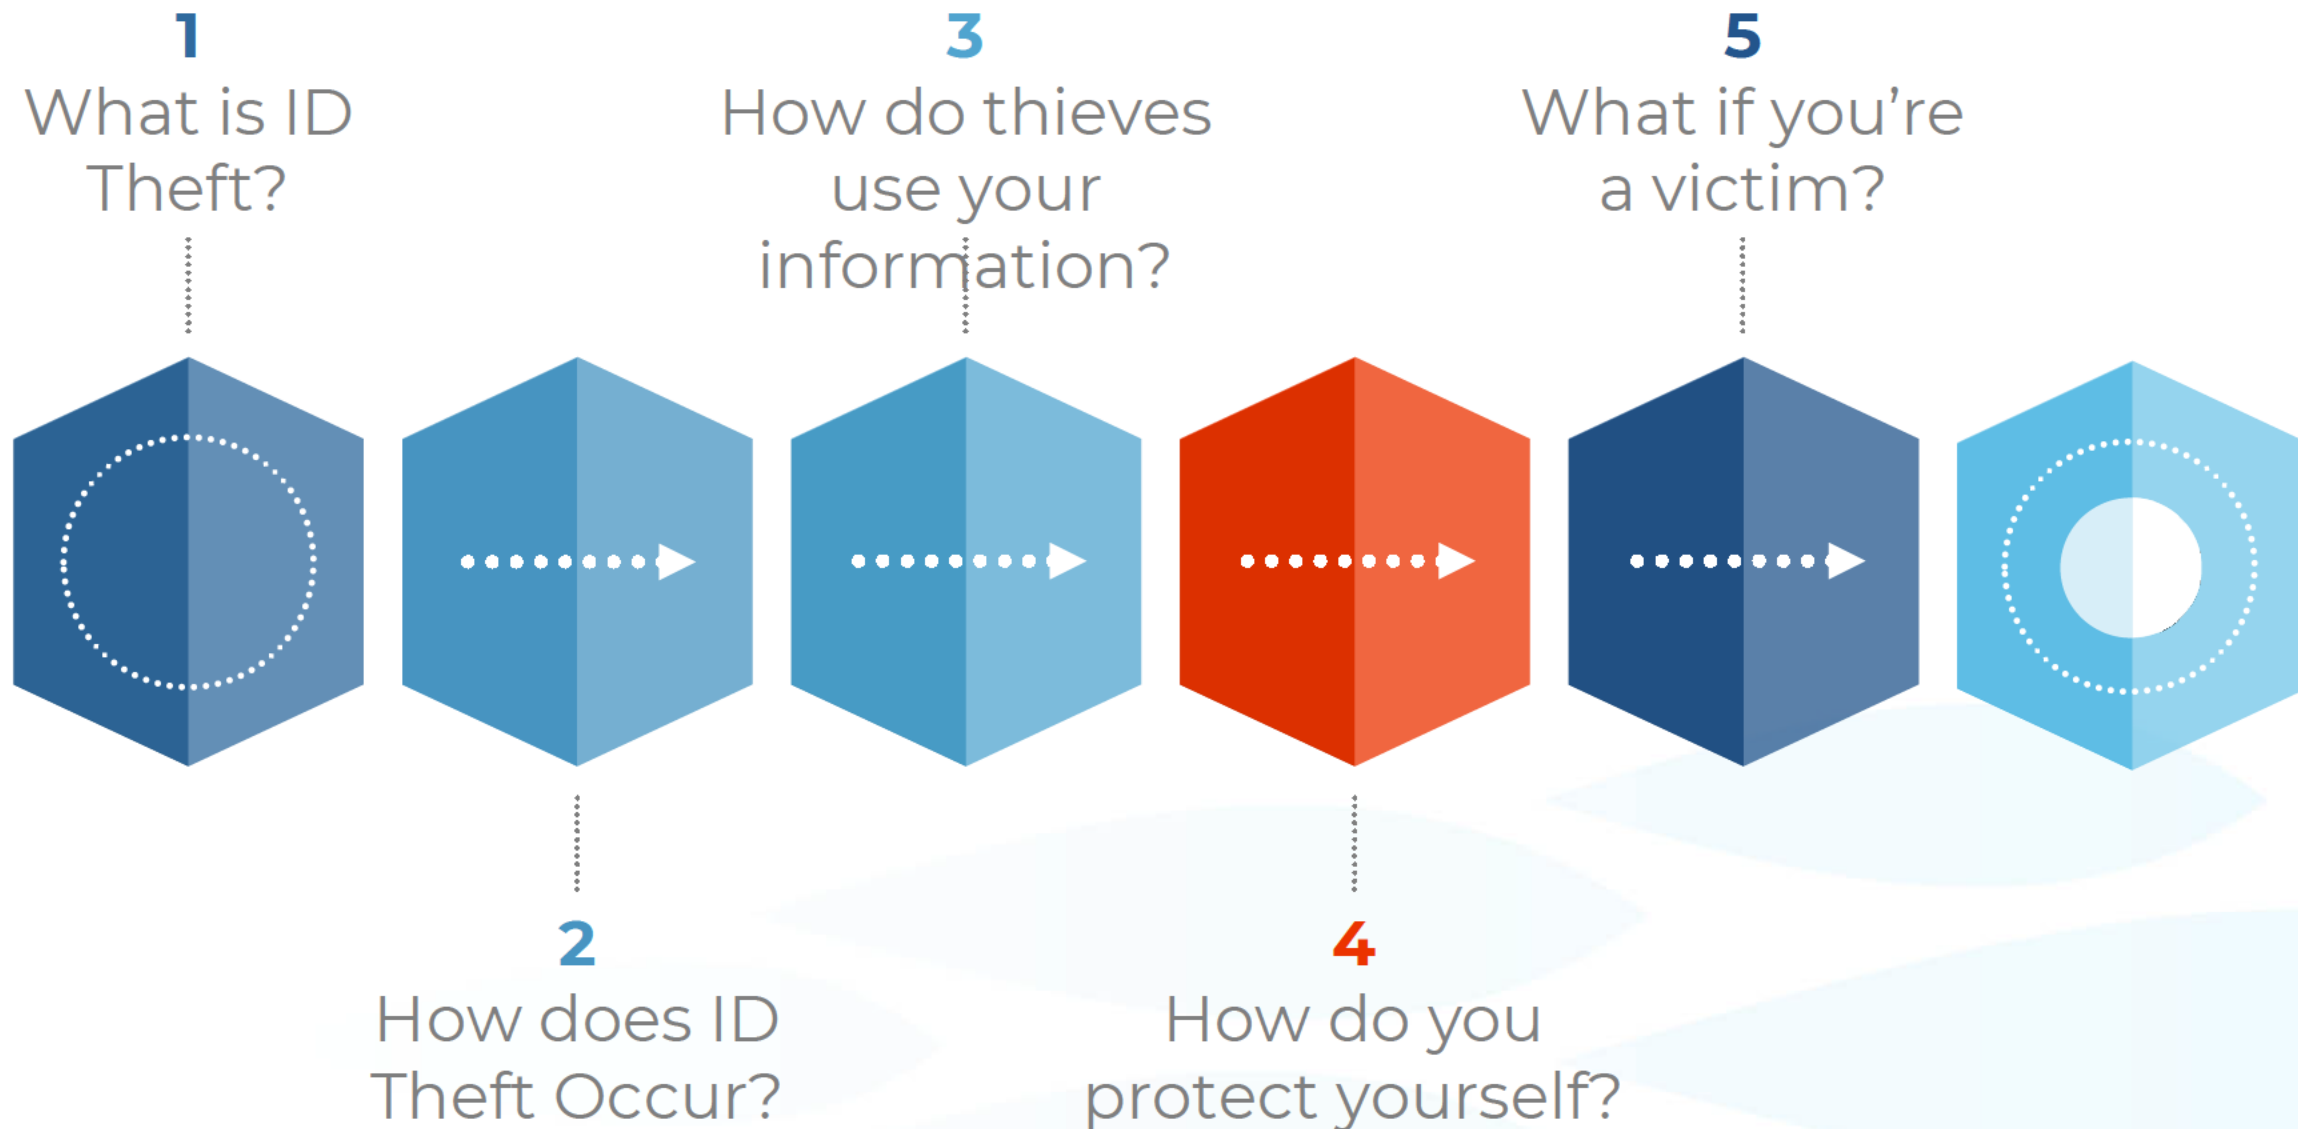 1
What is ID
Theft?
2
How does ID
Theft Occur?
3
How do thieves
use your
information?
4
How do you
protect yourself?
5
What if you’re
a victim?